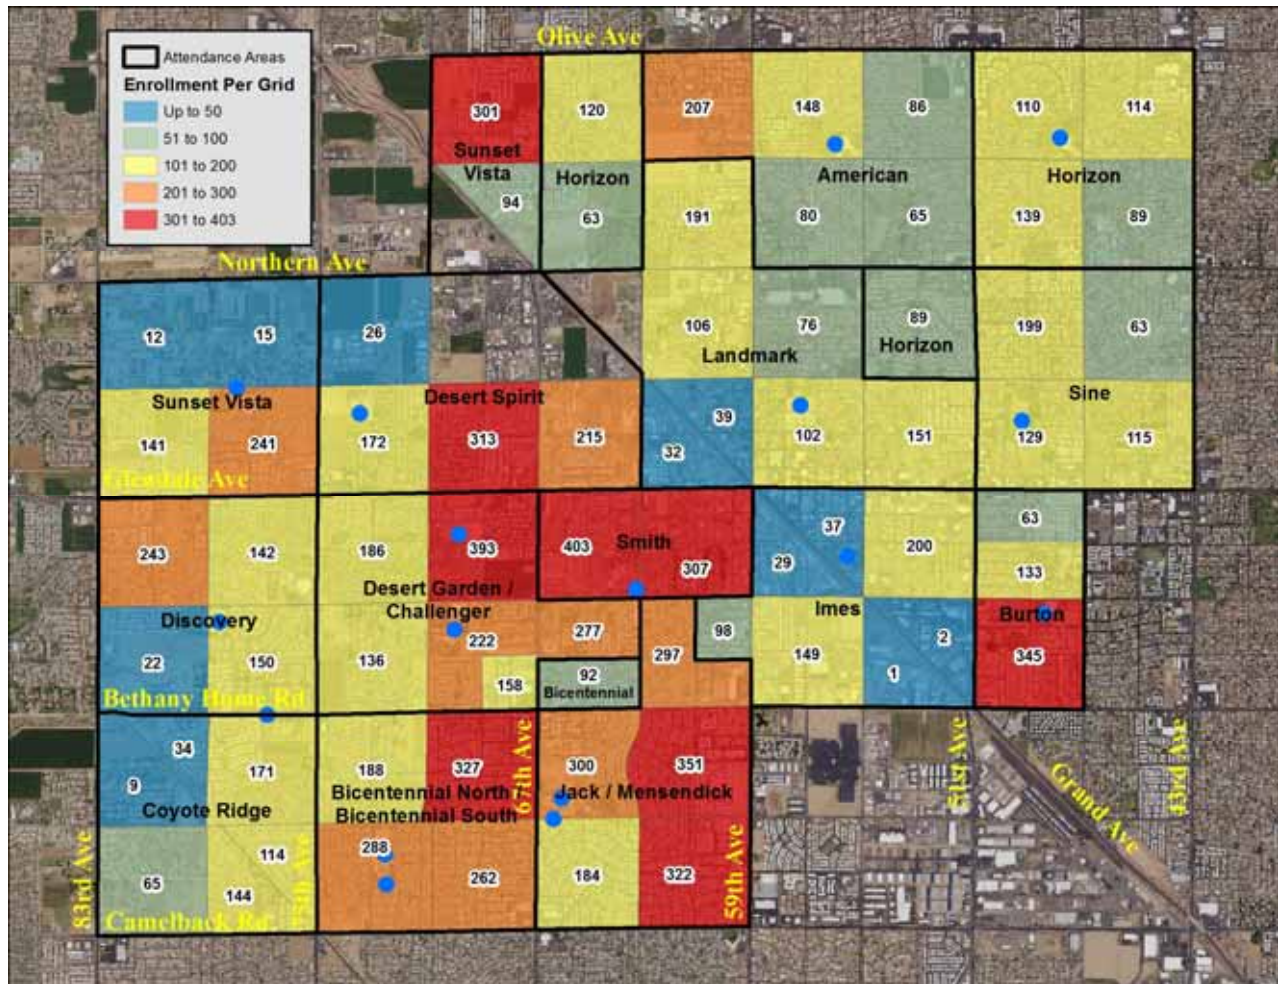 Olive Ave
Attendance Areas
Enrollment Per Grid
Up to 50
51 to 100
101 to 200
201 to 300
301 to 403
301
120
207
148
86
110
114
Sunset
Vista
Horizon
American
Horizon
94
63
191
80
65
139
89
Northern Ave
12
15
26
106
76
89
199
63
Landmark
Horizon
Sunset Vista
Desert Spirit
Sine
141
241
172
313
215
39
32
102
151
129
115
Glendale Ave
243
142
186
393
403
Smith
307
37
29
200
63
133
Desert Garden /
Challenger
Discovery
Imes
Burton
22
150
136
222
277
297
98
149
2
1
345
158
92
Bicentennial
Bethany Home Rd
34
9
171
188
327
300
351
Coyote Ridge
Bicentennial North /
Bicentennial South
Jack / Mensendick
67th Ave
51st Ave
Grand Ave
43rd Ave
65
114
144
288
262
184
322
83rd Ave
75th Ave
59th Ave
Camelback Rd